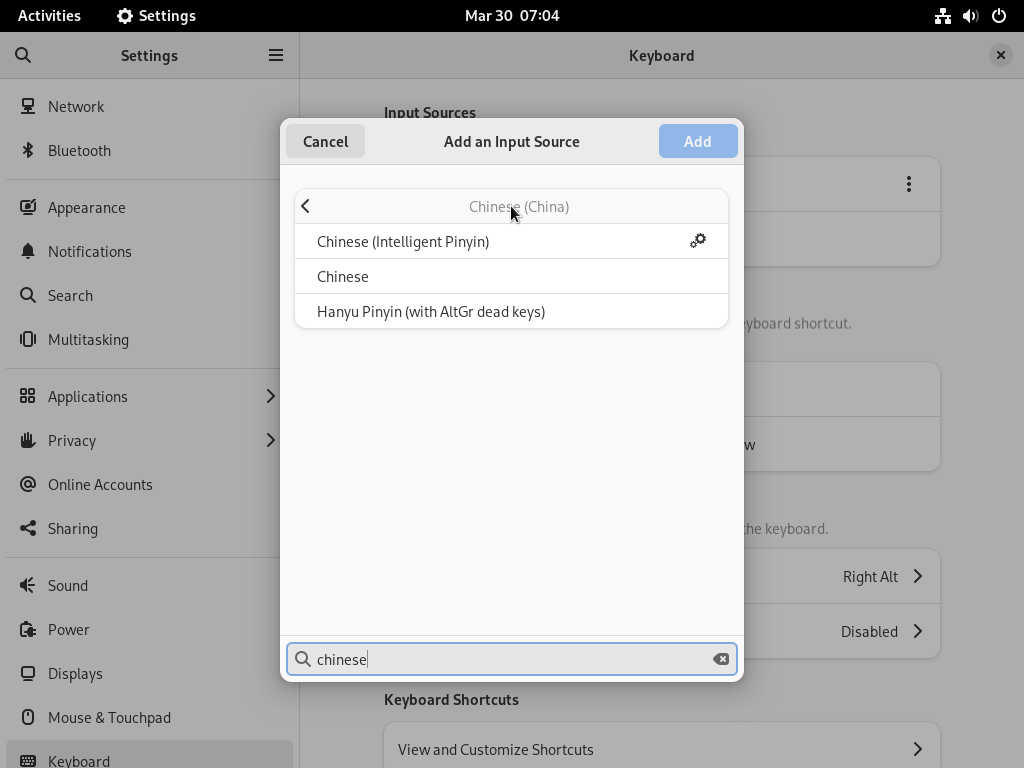 Activities
Settings
Mar 30 07:04
Settings
Keyboard
Network
Bluetooth
Appearance
Notifications
Search
Multitasking
Applications
Privacy
Online Accounts
Sharing
Sound
Power
Displays
Mouse & Touchpad
Keyboard
Input Sources
Cancel
Add an Input Source
Add
Chinese (China)
Chinese (Intelligent Pinyin)
Chinese
Hanyu Pinyin (with AltGr dead keys)
chinese
keyboard shortcut.
the keyboard.
Right Alt
Disabled
Keyboard Shortcuts
View and Customize Shortcuts